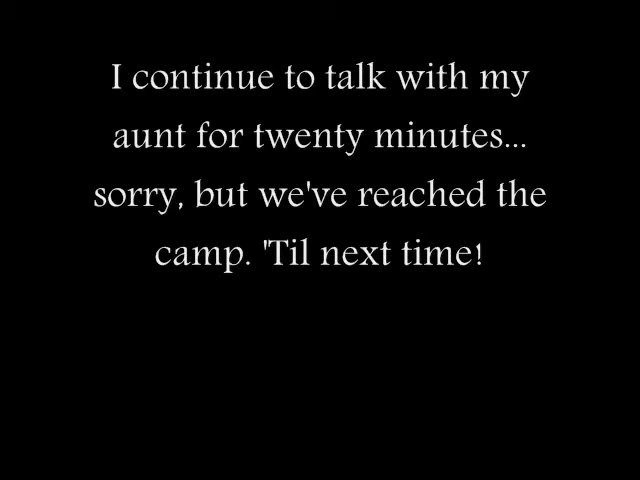 I continue to talk with my
aunt for twenty minutes...
sorry, but we've reached the
camp. 'Til next time!